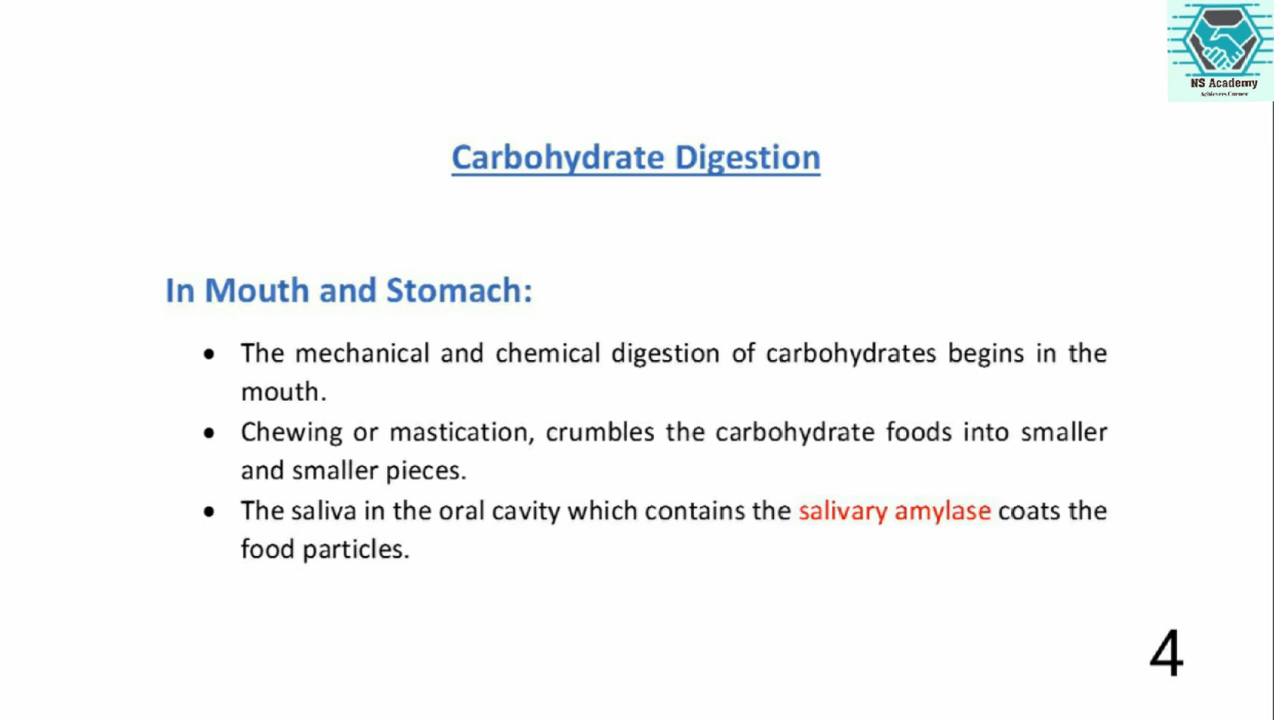 NS Academy
Achievers Corner
Carbohydrate Digestion
In Mouth and Stomach:
• The mechanical and chemical digestion of carbohydrates begins in the
mouth.
• Chewing or mastication, crumbles the carbohydrate foods into smaller
and smaller pieces.
• The saliva in the oral cavity which contains the salivary amylase coats the
food particles.
4